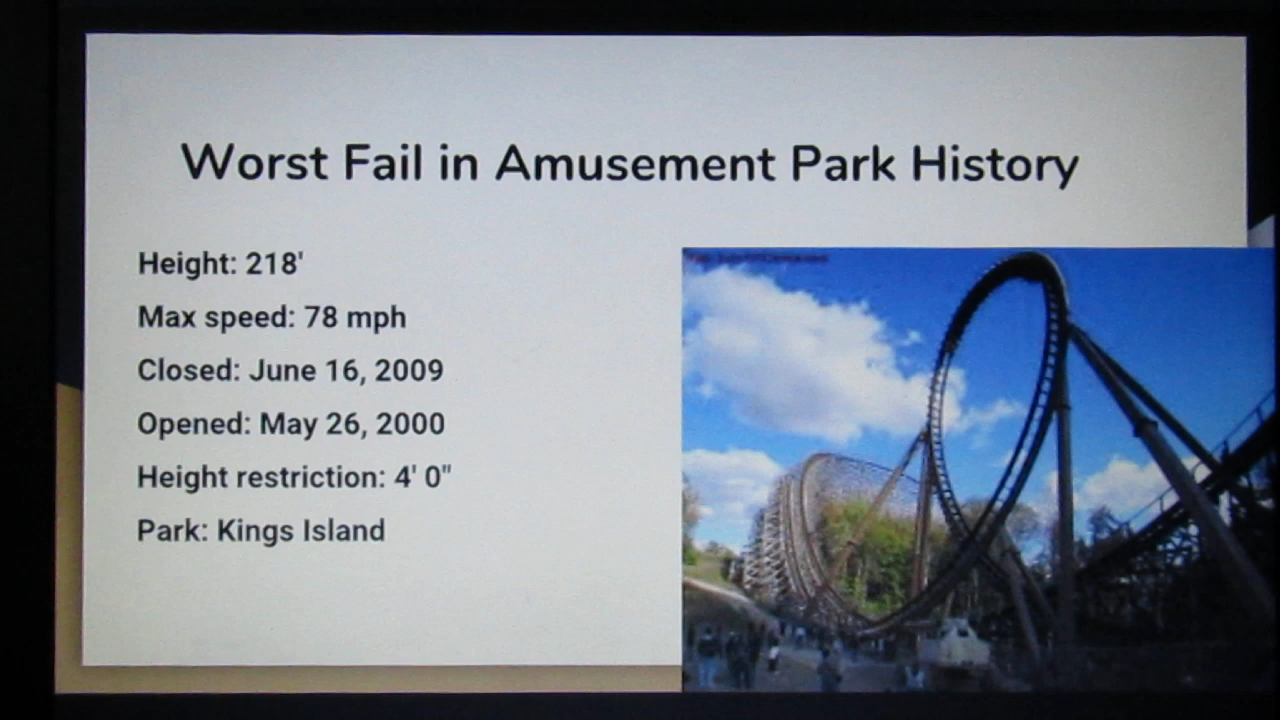 Worst Fail in Amusement Park History
Height: 218'
Max speed: 78 mph
Closed: June 16, 2009
Opened: May 26, 2000
Height restriction: 4' 0"
Park: Kings Island